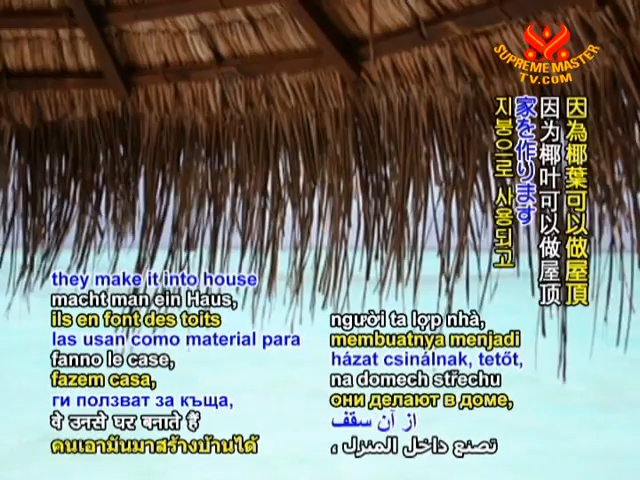 SUPREME MASTER
TV.COM
因為椰葉可以做屋頂
因为椰叶可以做屋顶
家を作ります
지붕으로 사용되고
they make it into house
macht man ein Haus,
ils en font des toits
las usan como material para
fanno le case,
fazem casa,
ги ползват за къща,
वे उनसे घर बनाते हैं
คนเอามันมาสร้างบ้านได้
người ta lợp nhà,
membuatnya menjadi
házat csinálnak, tetőt,
na domech střechu
они делают в доме,
از آن سقف
تصنع داخل المنزل ،